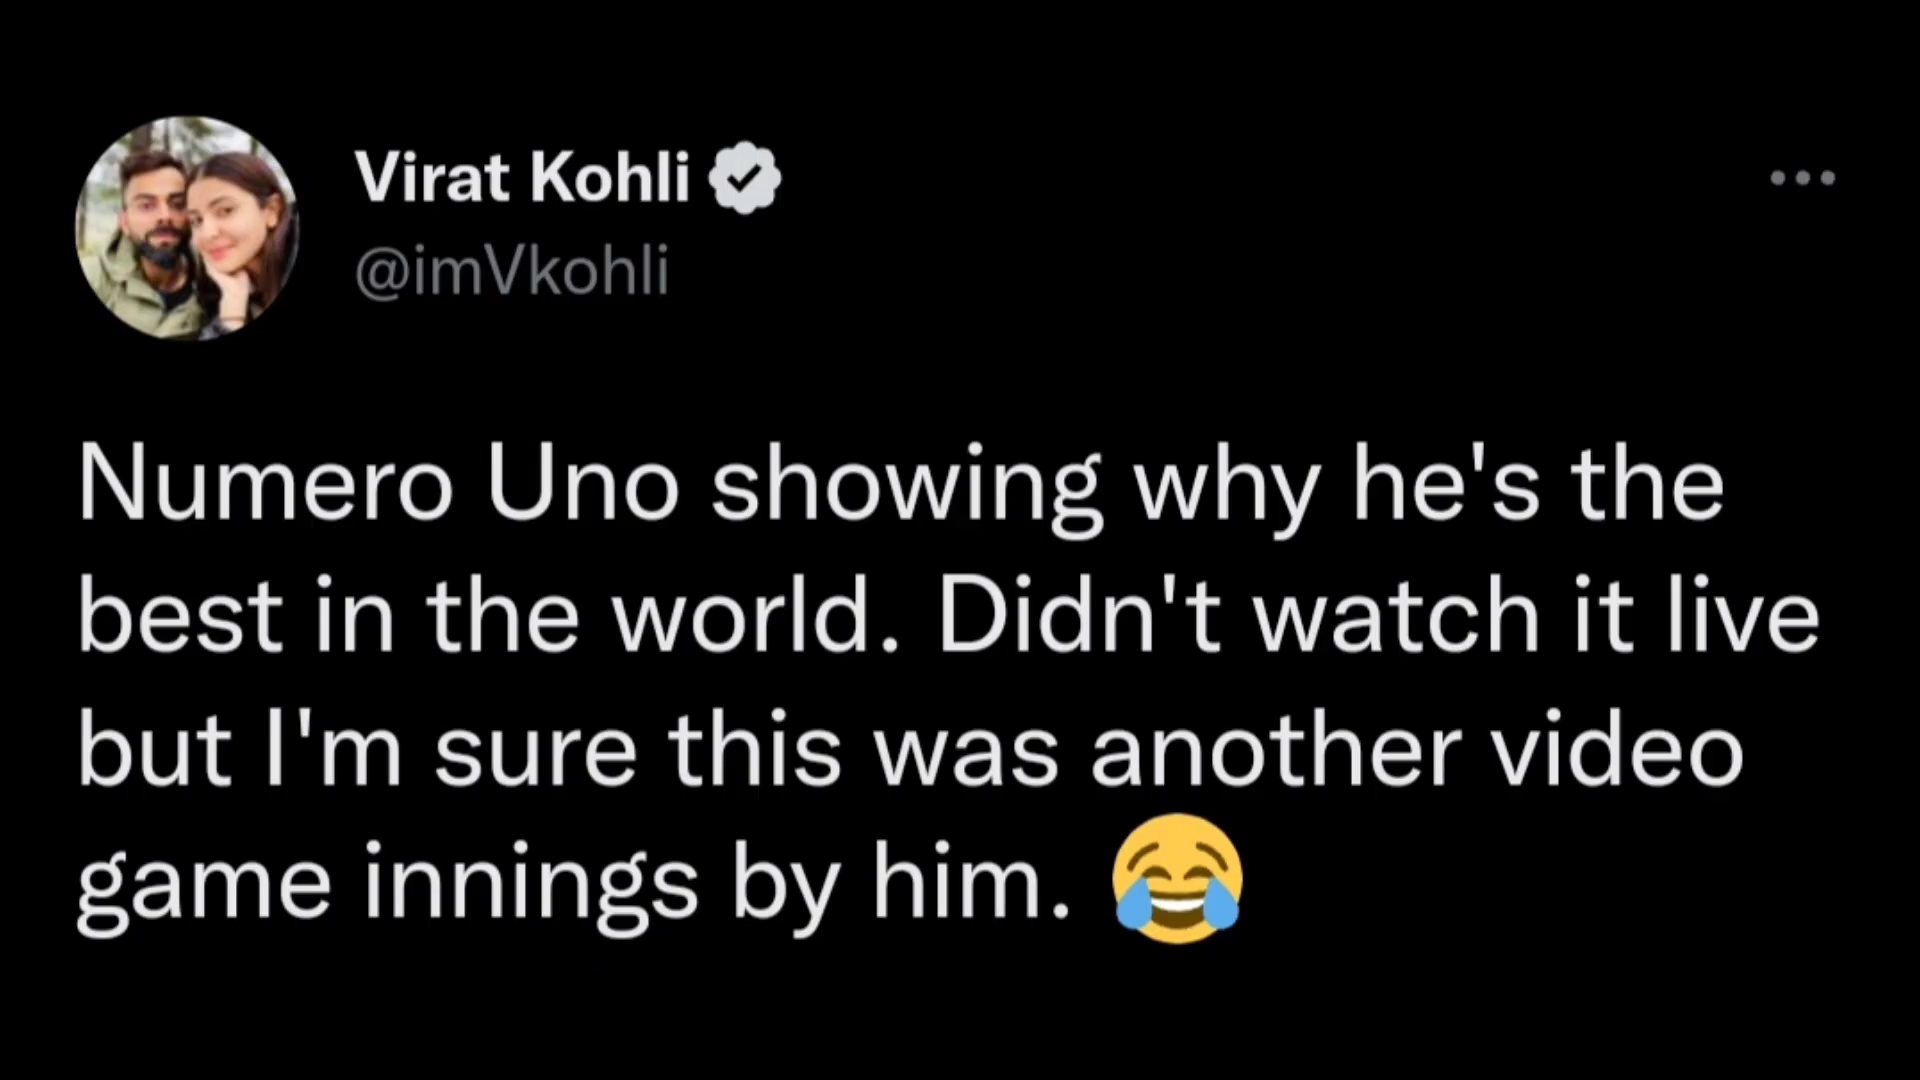 Virat Kohli
@imVkohli
Numero Uno showing why he's the
best in the world. Didn't watch it live
but I'm sure this was another video
game innings by him. 😂